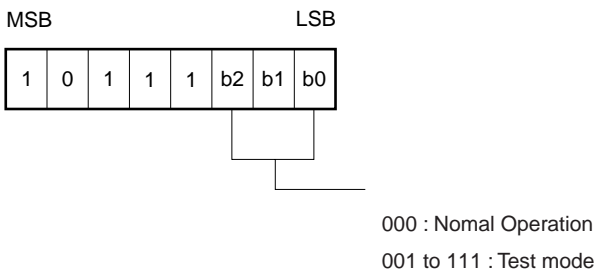 MSB LSB
1 0 1 1 1 b2 b1 b0
000 : Nomal Operation
001 to 111 : Test mode